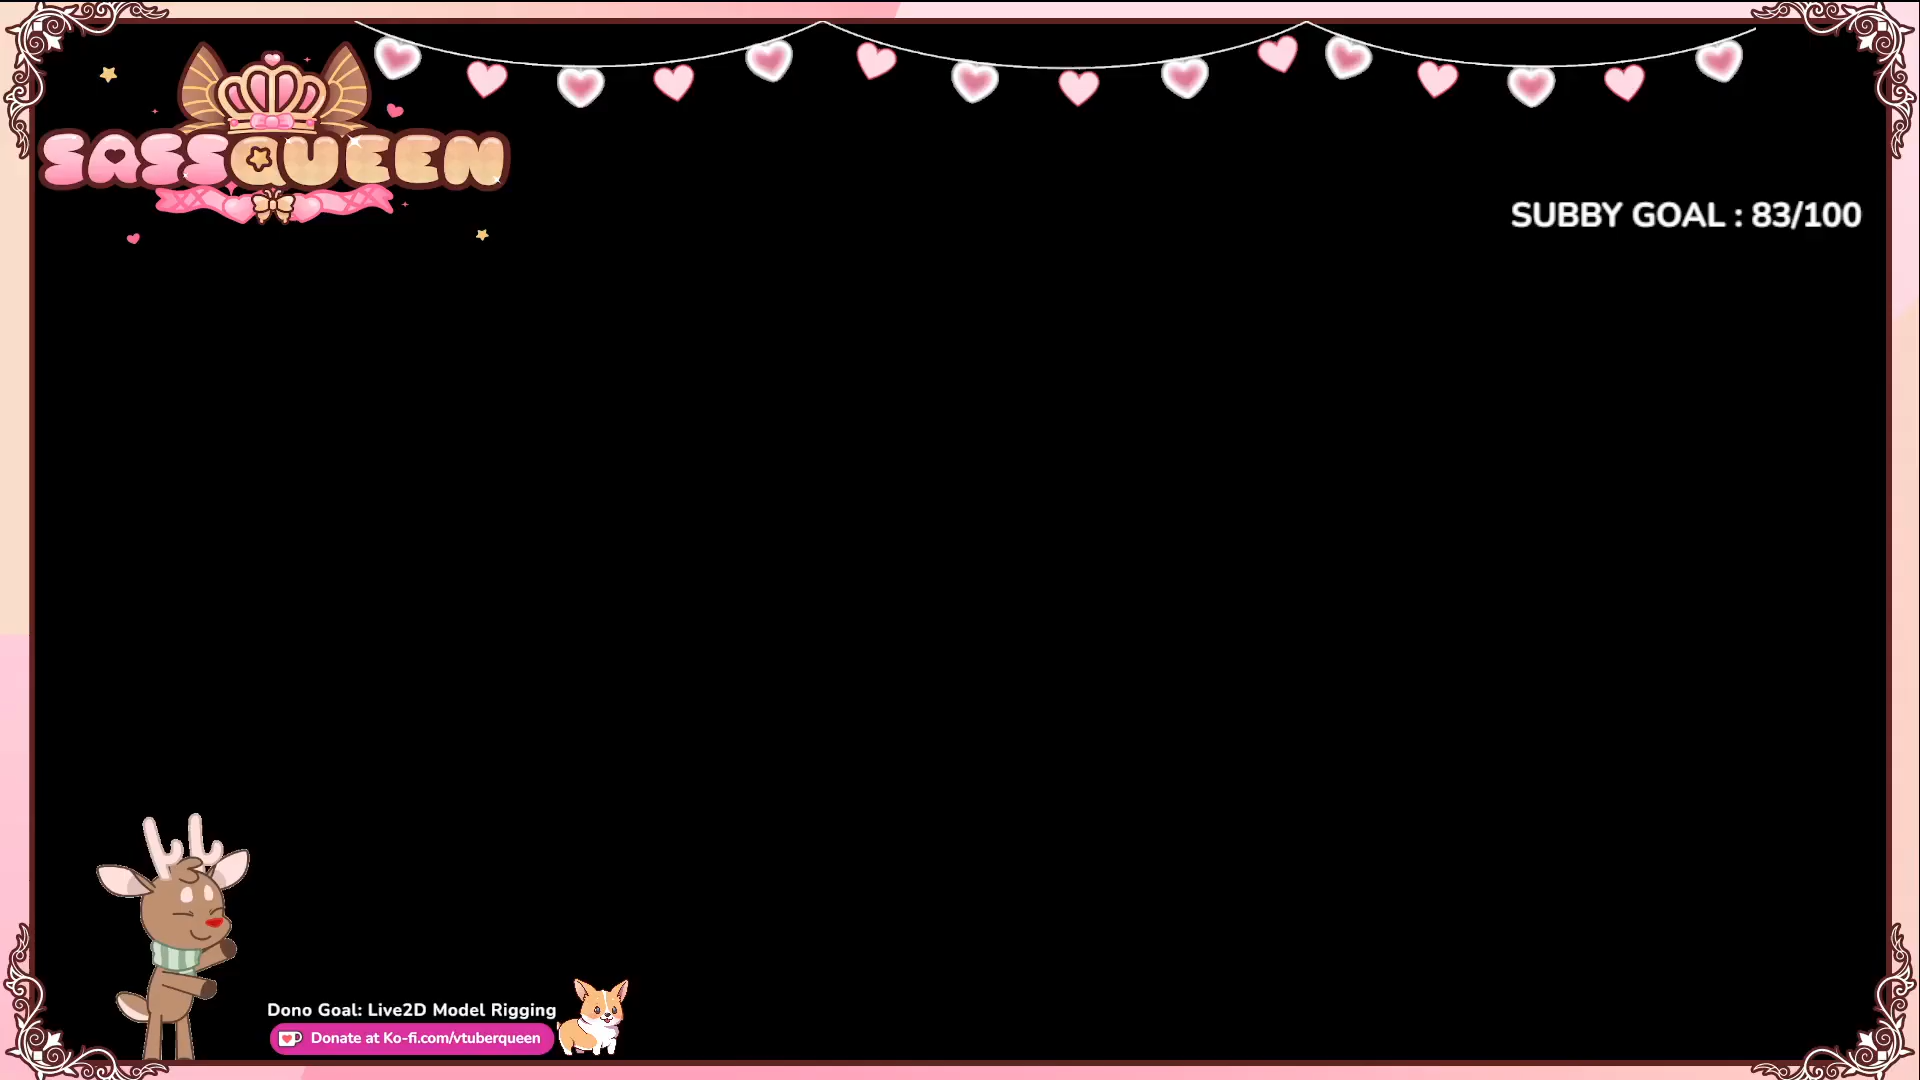 SASSQUEEN
SUBBY GOAL : 83/100
Dono Goal: Live2D Model Rigging
Donate at Ko-fi.com/vtuberqueen